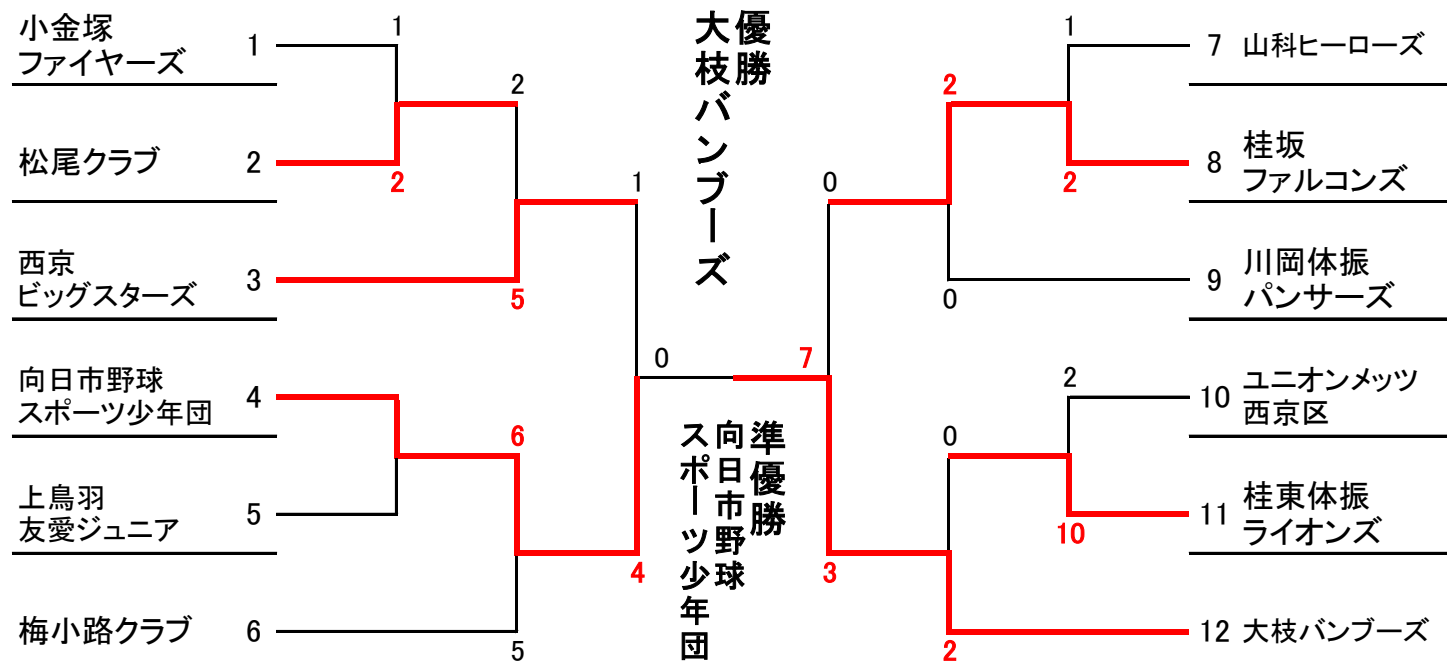 小金塚
ファイヤーズ
1
1
松尾クラブ
2
2
2
西京
ビッグスターズ
3
5
1
向日市野球
スポーツ少年団
4
6
上鳥羽
友愛ジュニア
5
4
梅小路クラブ
6
5
0
優勝
大枝バンブーズ
7
準優勝
向日市野球
スポーツ少年団
1
7 山科ヒーローズ
2
8
桂坂
ファルコンズ
2
0
9
川岡体振
パンサーズ
0
2
10
ユニオンメッツ
西京区
0
11
桂東体振
ライオンズ
10
3
12 大枝バンブーズ
2